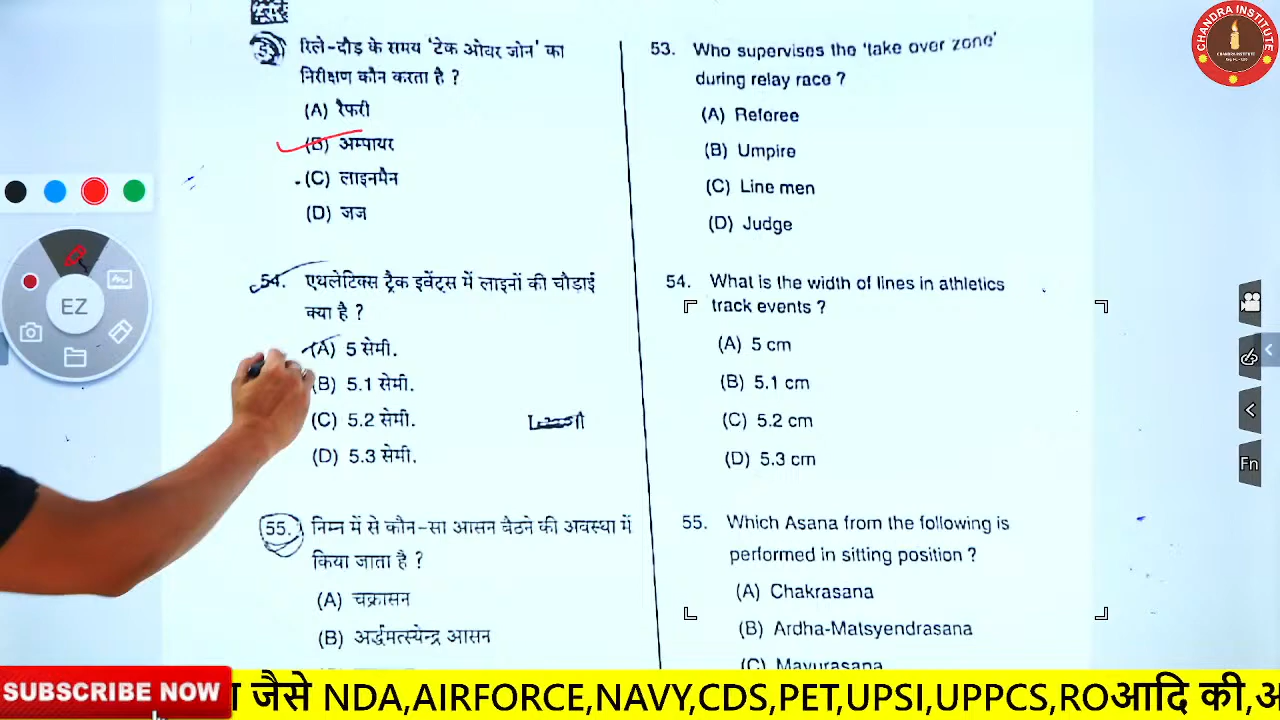 53. रिले-दौड़ के समय 'टेक ओवर जोन' का
निरीक्षण कौन करता है ?
(A) रैफरी
(B) अम्पायर
(C) लाइनमैन
(D) जज
54. एथलेटिक्स ट्रैक इवेंट्स में लाइनों की चौड़ाई
क्या है ?
(A) 5 सेमी.
(B) 5.1 सेमी.
(C) 5.2 सेमी.
(D) 5.3 सेमी.
55. निम्न में से कौन-सा आसन बैठने की अवस्था में
किया जाता है ?
(A) चक्रासन
(B) अर्द्धमत्स्येन्द्र आसन
53. Who supervises the 'take over zone'
during relay race ?
(A) Referee
(B) Umpire
(C) Line men
(D) Judge
54. What is the width of lines in athletics
track events ?
(A) 5 cm
(B) 5.1 cm
(C) 5.2 cm
(D) 5.3 cm
55. Which Asana from the following is
performed in sitting position ?
(A) Chakrasana
(B) Ardha-Matsyendrasana
(C) Mayurasana
EZ
Fn
CHANDRA INSTITUTE
SUBSCRIBE NOW
जैसे NDA,AIRFORCE,NAVY,CDS,PET,UPSI,UPPCS,ROआदि की,अ